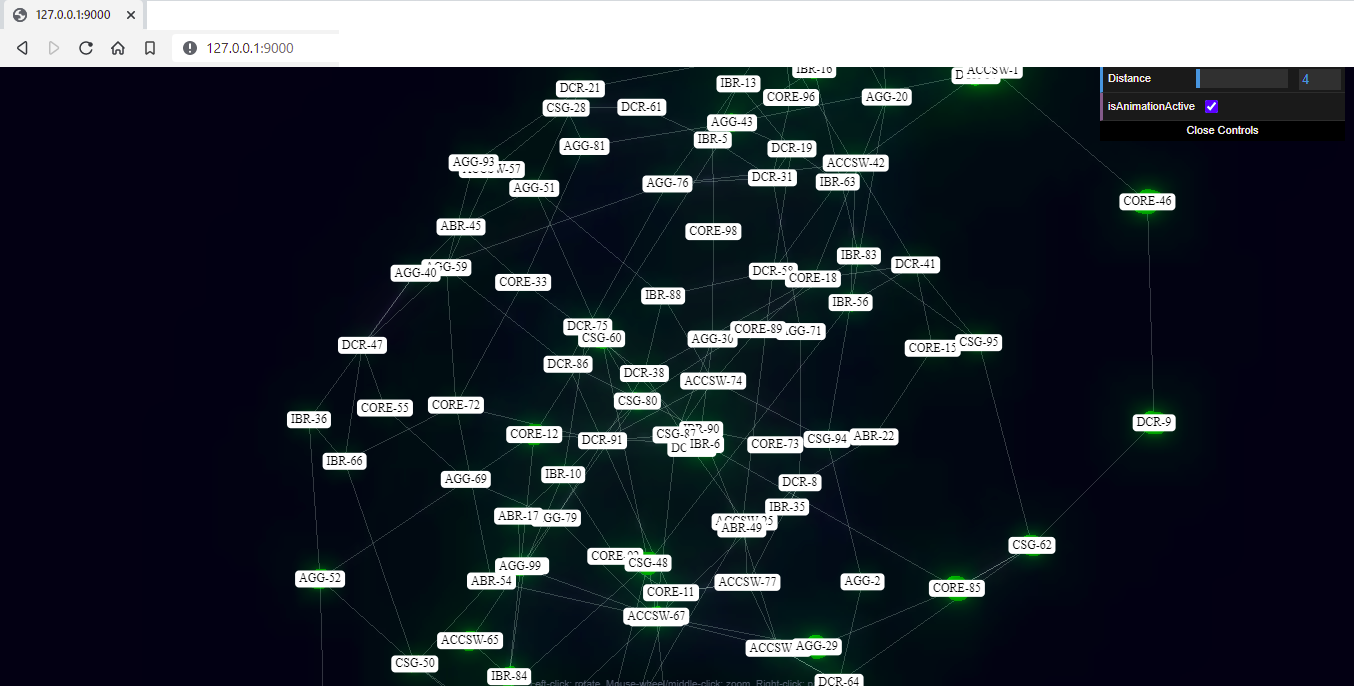 127.0.0.1:9000
127.0.0.1:9000
IBR-16
ACCSW-1
Distance
4
DCR-21
IBR-13
CORE-96
AGG-20
CSG-28
DCR-61
isAnimationActive
AGG-43
Close Controls
IBR-5
AGG-81
DCR-19
AGG-93
ACCSW-42
AGG-51
AGG-76
DCR-31
IBR-63
CORE-46
ABR-45
CORE-98
IBR-83
AGG-40
AGG-59
DCR-58
CORE-18
DCR-41
CORE-33
IBR-88
IBR-56
DCR-75
CSG-60
AGG-30
CORE-89
AGG-71
DCR-47
CORE-15
CSG-95
DCR-86
DCR-38
ACCSW-74
CORE-55
CORE-72
CSG-80
IBR-36
DCR-9
CORE-12
DCR-91
CSG-87
IBR-90
IBR-6
CORE-73
CSG-94
ABR-22
IBR-66
AGG-69
IBR-10
DCR-8
IBR-35
ABR-17
AGG-79
ABR-49
CSG-62
CSG-48
AGG-99
AGG-52
ABR-54
CORE-11
ACCSW-77
AGG-2
CORE-85
ACCSW-67
ACCSW-65
ACCSW
AGG-29
CSG-50
IBR-84
DCR-64
Left-click: rotate, Mouse-wheel/middle-click: zoom, Right-click: